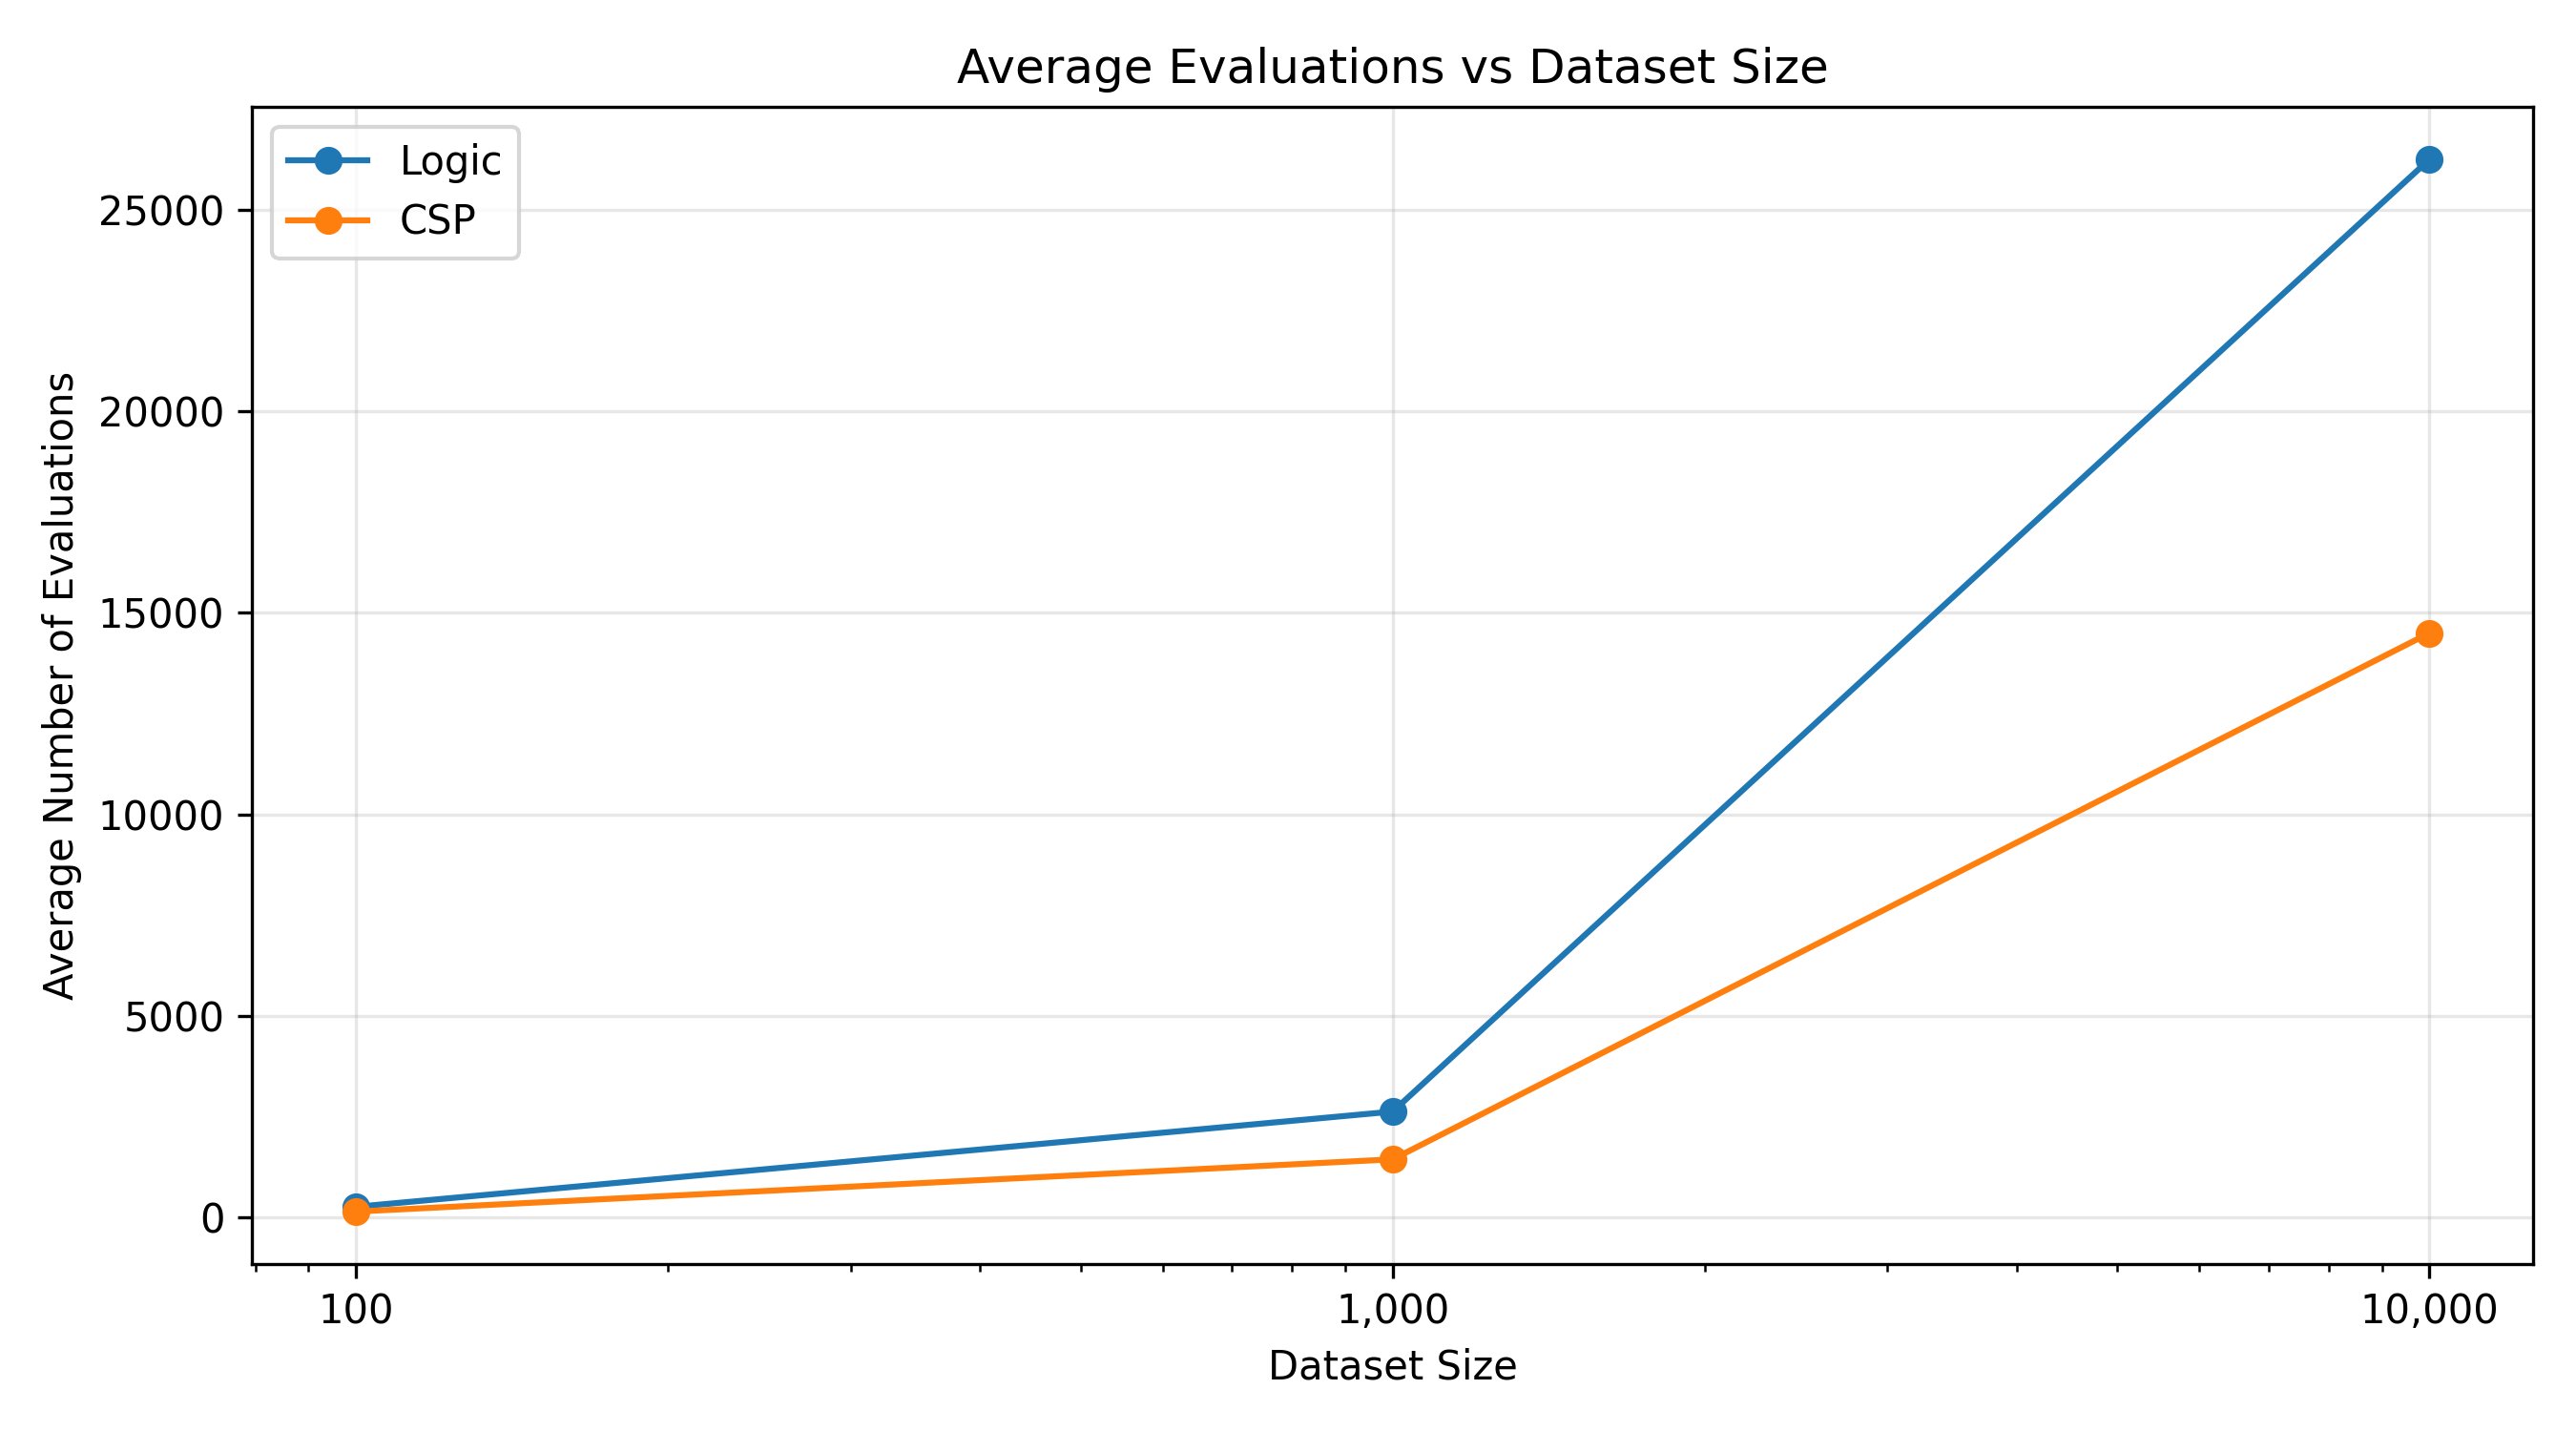 Average Evaluations vs Dataset Size
Logic
CSP
Average Number of Evaluations
25000
20000
15000
10000
5000
0
100
1,000
10,000
Dataset Size